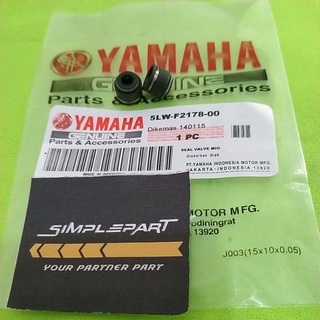 YAMAHA
GENUINE
Parts & Accessories
YAMAHA
GENUINE
Parts & Accessories
5LW-F2178-00
Dikemas 140115
1 PC
SEAL VALVE MIO
PT.YAMAHA INDONESIA MOTOR MFG.
JAKARTA-INDONESIA 13920
SIMPLEPART
YOUR PARTNER PART
MOTOR MFG.
odiningrat
13920
J003(15x10x0.05)